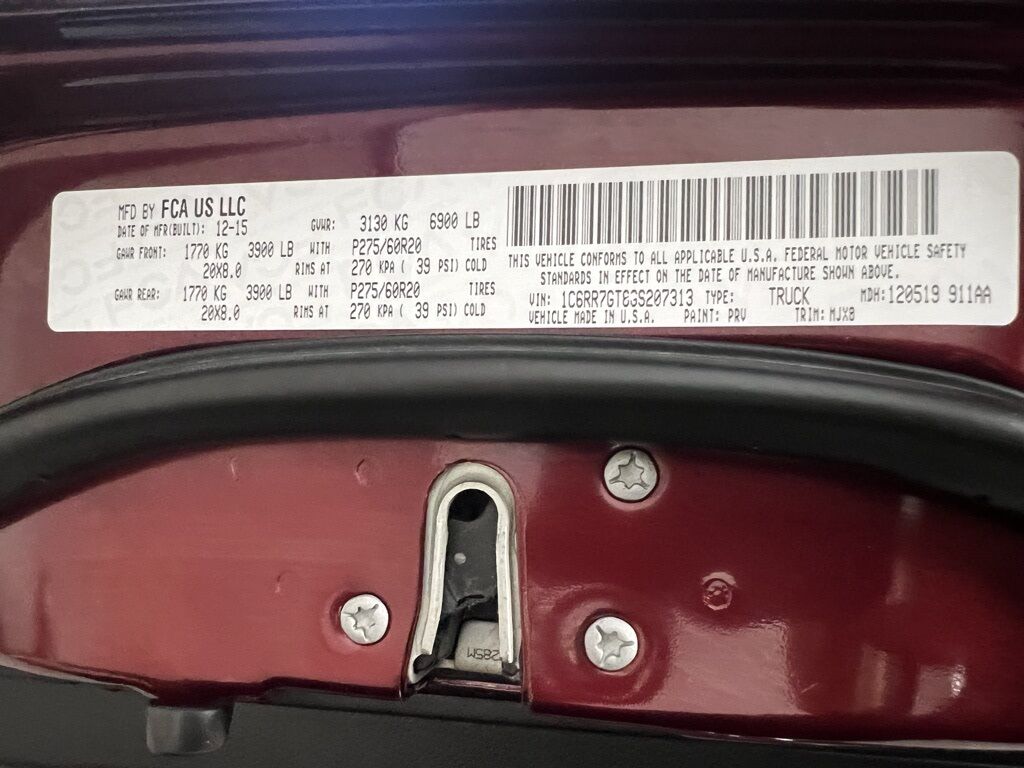 MFD BY FCA US LLC
DATE OF MFR(BUILT): 12-15 GVWR: 3130 KG 6900 LB
GAWR FRONT: 1770 KG 3900 LB WITH P275/60R20 TIRES
20X8.0 RIMS AT 270 KPA ( 39 PSI) COLD
GAWR REAR: 1770 KG 3900 LB WITH P275/60R20 TIRES
20X8.0 RIMS AT 270 KPA ( 39 PSI) COLD
THIS VEHICLE CONFORMS TO ALL APPLICABLE U.S.A. FEDERAL MOTOR VEHICLE SAFETY
STANDARDS IN EFFECT ON THE DATE OF MANUFACTURE SHOWN ABOVE.
VIN: 1C6RR7GT6GS207313 TYPE: TRUCK MDH: 120519 911AA
VEHICLE MADE IN U.S.A. PAINT: PRV TRIM: MJX8